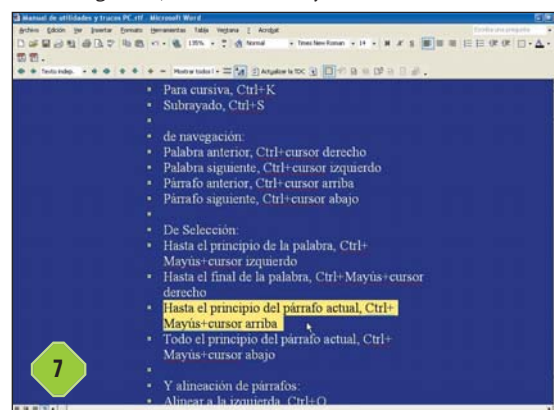 Manual de utilidades y trucos PC.rtf - Microsoft Word
Archivo Edición Ver Insertar Formato Herramientas Tabla Ventana ? Acrobat
135% Normal Times New Roman 14 N K S
Texto indep. Mostrar todos l Actualizar la TOC
Para cursiva, Ctrl+K
Subrayado, Ctrl+S
de navegación:
Palabra anterior, Ctrl+cursor derecho
Palabra siguiente, Ctrl+cursor izquierdo
Párrafo anterior, Ctrl+cursor arriba
Párrafo siguiente, Ctrl+cursor abajo
De Selección:
Hasta el principio de la palabra, Ctrl+
Mayús+cursor izquierdo
Hasta el final de la palabra, Ctrl+Mayús+cursor
derecho
Hasta el principio del párrafo actual, Ctrl+
Mayús+cursor arriba
Todo el principio del párrafo actual, Ctrl+
Mayús+cursor abajo
Y alineación de párrafos:
Alinear a la izquierda, Ctrl+Q
7